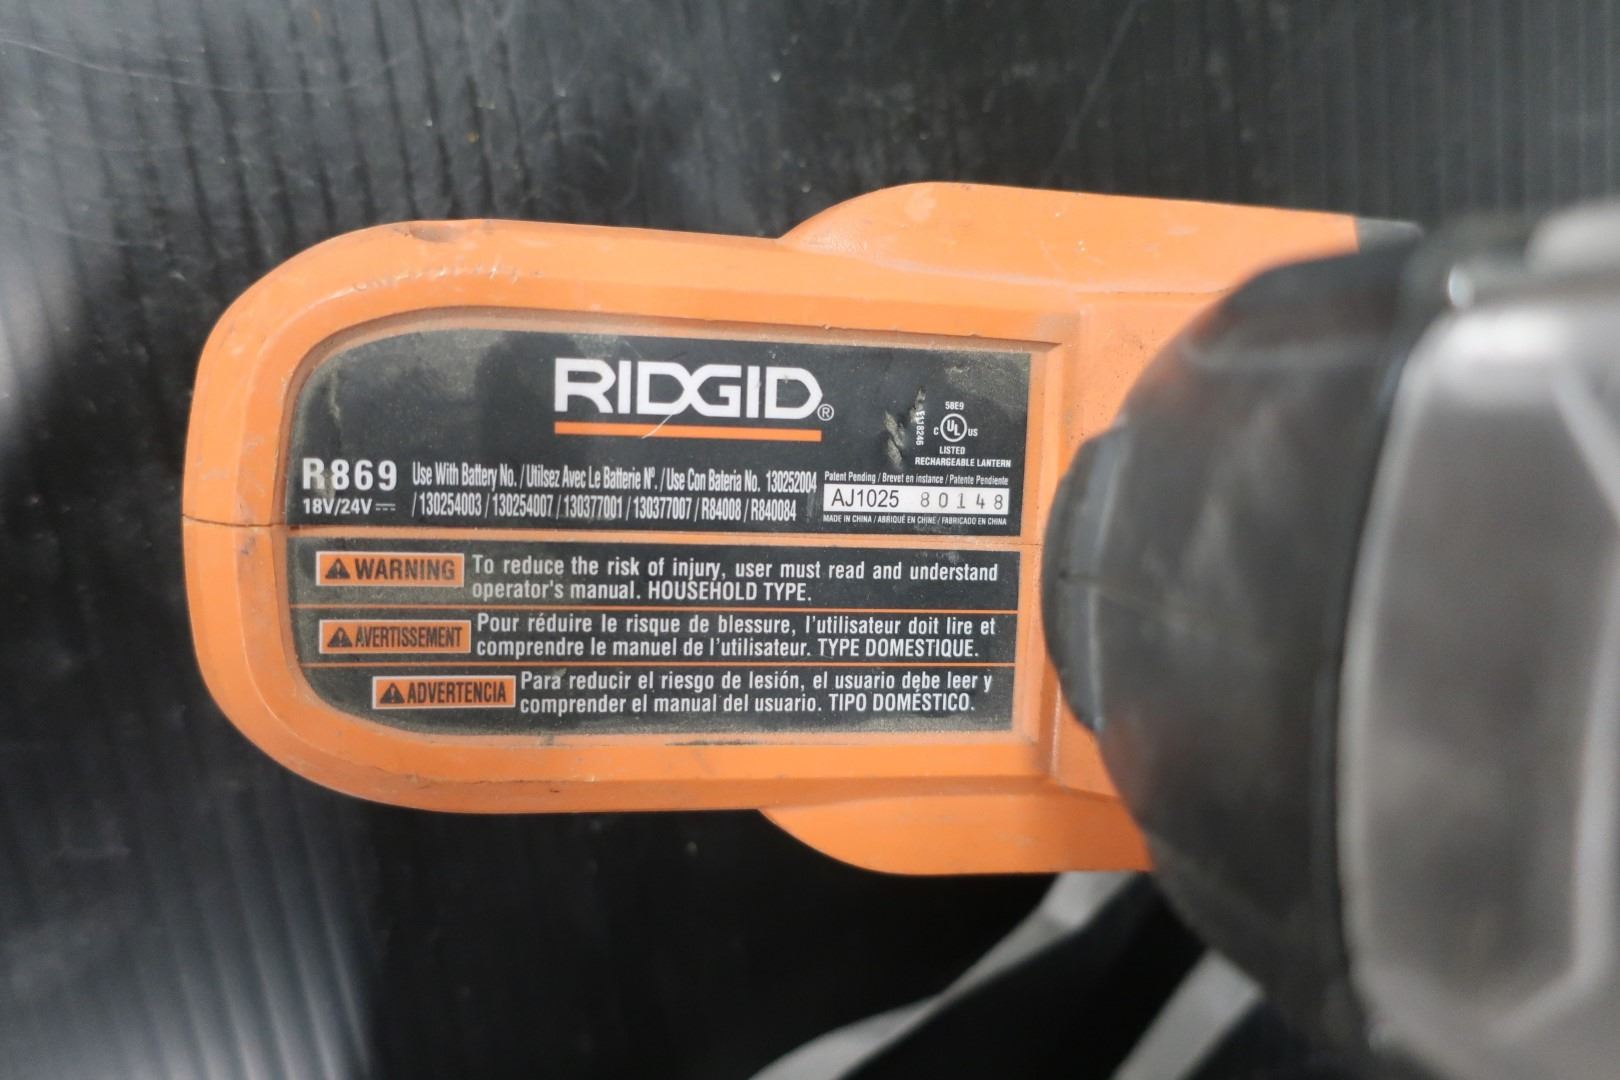 RIDGID®
5BE9
E118246
C UL US
LISTED
RECHARGEABLE LANTERN
R869
18V/24V
Use With Battery No. / Utilsez Avec Le Batterie Nº. / Use Con Bateria No. 130252004
/ 130254003 / 130254007 / 130377001 / 130377007 / R84008 / R840084
Patent Pending / Brevet en instance / Patente Pendiente
AJ1025 80148
MADE IN CHINA / ABRIQUÉ EN CHINE / FABRICADO EN CHINA
WARNING To reduce the risk of injury, user must read and understand
operator's manual. HOUSEHOLD TYPE.
AVERTISSEMENT Pour réduire le risque de blessure, l'utilisateur doit lire et
comprendre le manuel de l'utilisateur. TYPE DOMESTIQUE.
ADVERTENCIA Para reducir el riesgo de lesión, el usuario debe leer y
comprender el manual del usuario. TIPO DOMÉSTICO.